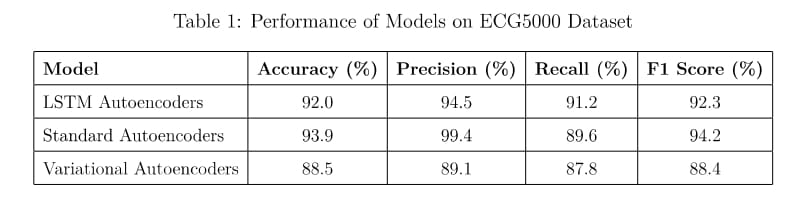 Table 1: Performance of Models on ECG5000 Dataset
Model Accuracy (%) Precision (%) Recall (%) F1 Score (%)
LSTM Autoencoders 92.0 94.5 91.2 92.3
Standard Autoencoders 93.9 99.4 89.6 94.2
Variational Autoencoders 88.5 89.1 87.8 88.4